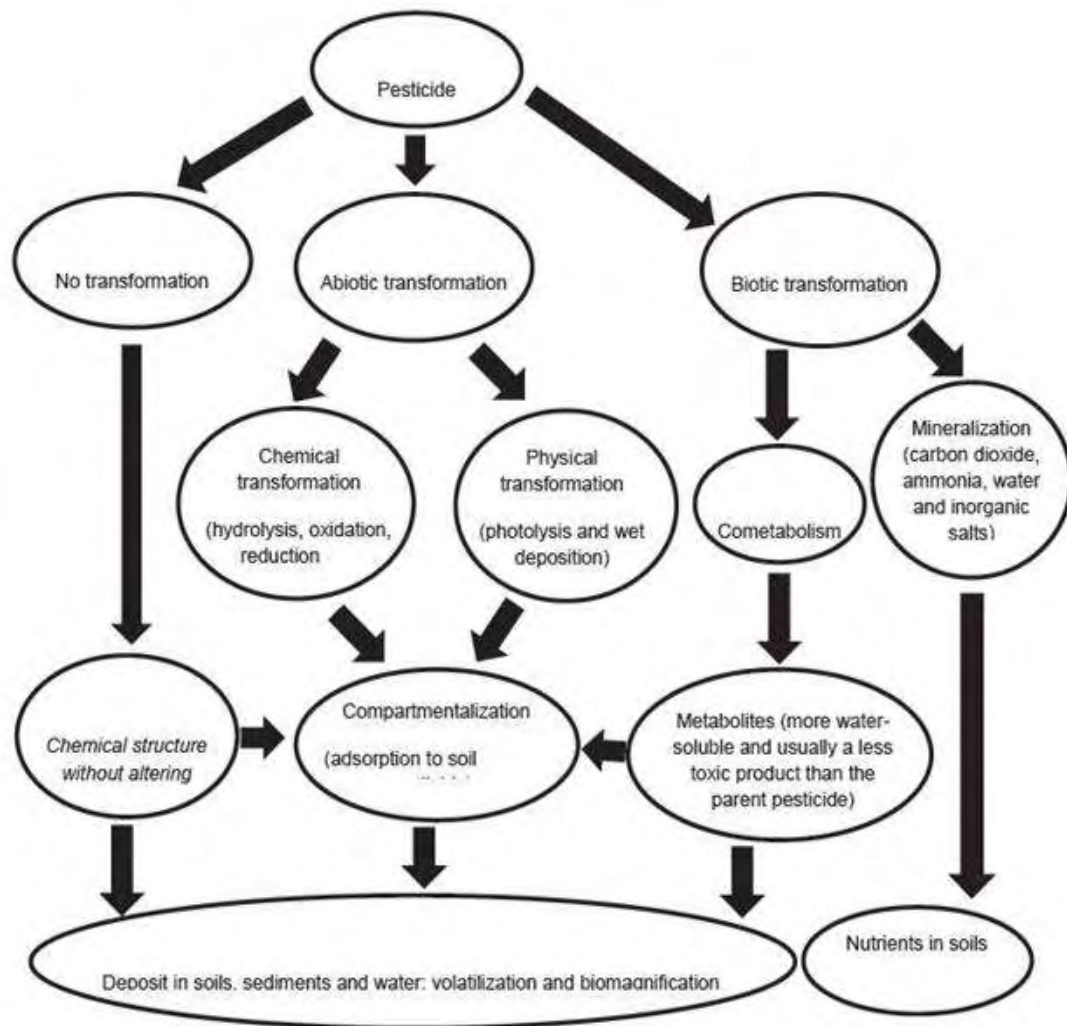 Pesticide
No transformation
Abiotic transformation
Biotic transformation
Chemical
transformation
(hydrolysis, oxidation,
reduction
Physical
transformation
(photolysis and wet
deposition)
Cometabolism
Mineralization
(carbon dioxide,
ammonia, water
and inorganic
salts)
Chemical structure
without altering
Compartmentalization
(adsorption to soil
Metabolites (more water-
soluble and usually a less
toxic product than the
parent pesticide)
Deposit in soils, sediments and water: volatilization and biomagnification
Nutrients in soils